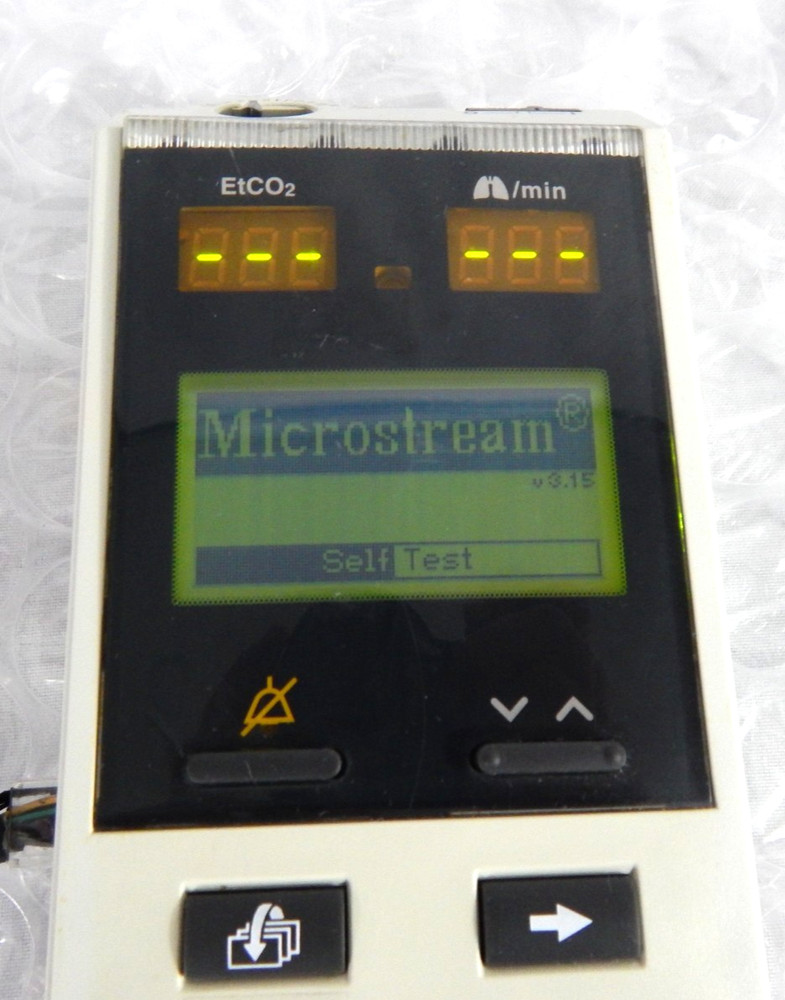 EtCO₂
/min
--- ---
Microstream®
v3.15
Self Test